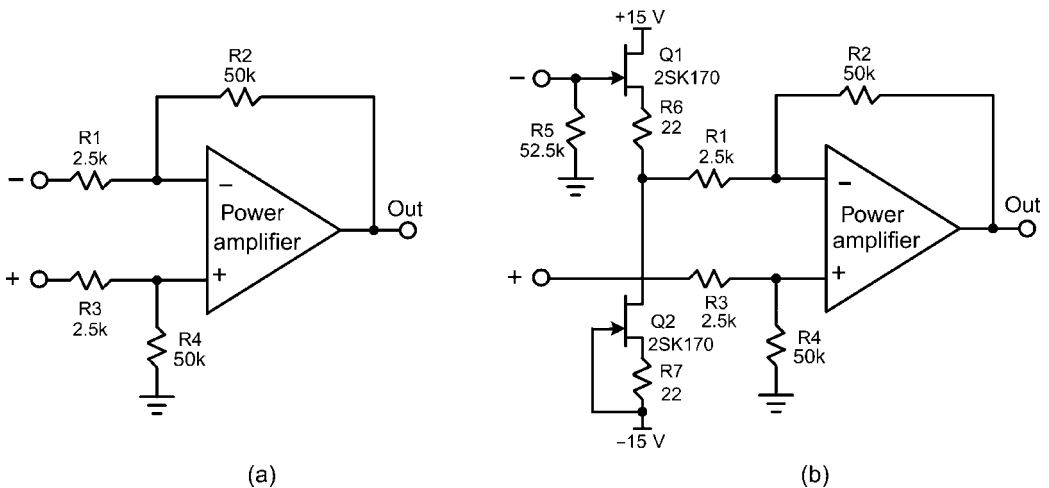 R2
50k
R1
2.5k
−
−
Power
amplifier
Out
+
+
R3
2.5k
R4
50k
(a)
+15 V
Q1
2SK170
−
R5
52.5k
R6
22
R2
50k
R1
2.5k
−
Power
amplifier
Out
+
+
R3
2.5k
Q2
2SK170
R4
50k
R7
22
−15 V
(b)